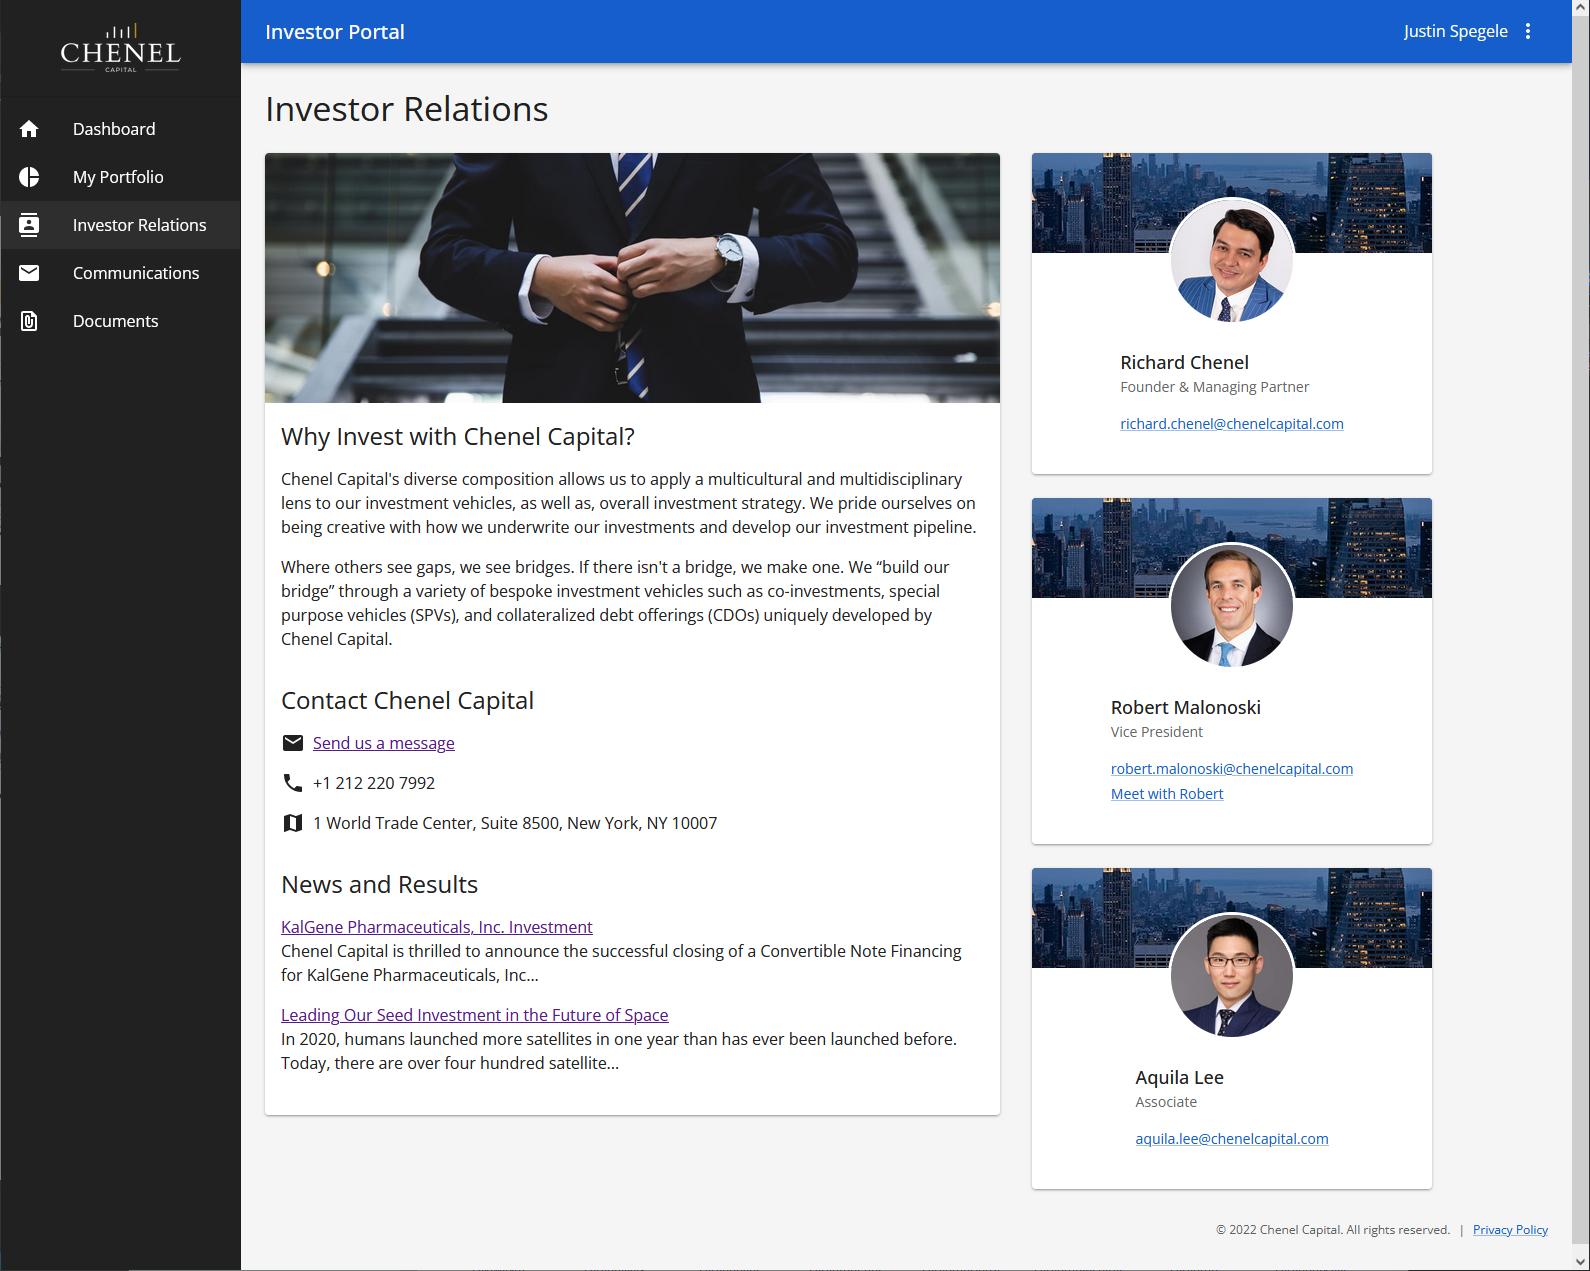 CHENEL
CAPITAL
Investor Portal
Justin Spegele
Dashboard
My Portfolio
Investor Relations
Communications
Documents
Investor Relations
Why Invest with Chenel Capital?
Chenel Capital's diverse composition allows us to apply a multicultural and multidisciplinary
lens to our investment vehicles, as well as, overall investment strategy. We pride ourselves on
being creative with how we underwrite our investments and develop our investment pipeline.
Where others see gaps, we see bridges. If there isn't a bridge, we make one. We “build our
bridge” through a variety of bespoke investment vehicles such as co-investments, special
purpose vehicles (SPVs), and collateralized debt offerings (CDOs) uniquely developed by
Chenel Capital.
Contact Chenel Capital
Send us a message
+1 212 220 7992
1 World Trade Center, Suite 8500, New York, NY 10007
News and Results
KalGene Pharmaceuticals, Inc. Investment
Chenel Capital is thrilled to announce the successful closing of a Convertible Note Financing
for KalGene Pharmaceuticals, Inc...
Leading Our Seed Investment in the Future of Space
In 2020, humans launched more satellites in one year than has ever been launched before.
Today, there are over four hundred satellite...
Richard Chenel
Founder & Managing Partner
richard.chenel@chenelcapital.com
Robert Malonoski
Vice President
robert.malonoski@chenelcapital.com
Meet with Robert
Aquila Lee
Associate
aquila.lee@chenelcapital.com
© 2022 Chenel Capital. All rights reserved. | Privacy Policy